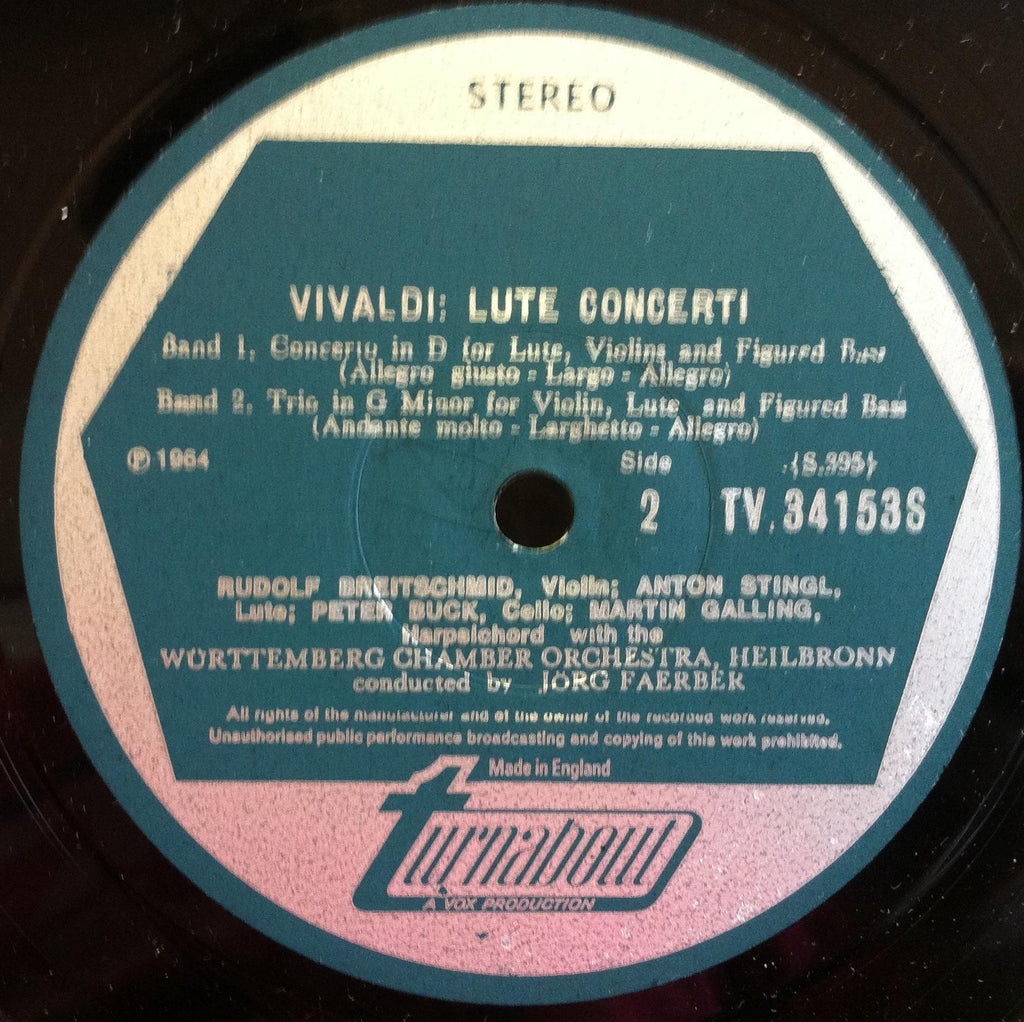 STEREO
VIVALDI: LUTE CONCERTI
Band 1. Concerto in D for Lute, Violins and Figured Bass
(Allegro giusto - Largo - Allegro)
Band 2. Trio in G Minor for Violin, Lute and Figured Bass
(Andante molto - Larghetto - Allegro)
℗ 1964
Side
2
(S.395)
TV.34153S
RUDOLF BREITSCHMID, Violin; ANTON STINGL,
Lute; PETER BUCK, Cello; MARTIN GALLING,
Harpsichord with the
WÜRTTEMBERG CHAMBER ORCHESTRA, HEILBRONN
conducted by JÖRG FAERBER
All rights of the manufacturer and of the owner of the recorded work reserved.
Unauthorised public performance broadcasting and copying of this work prohibited.
Made in England
turnabout
A VOX PRODUCTION